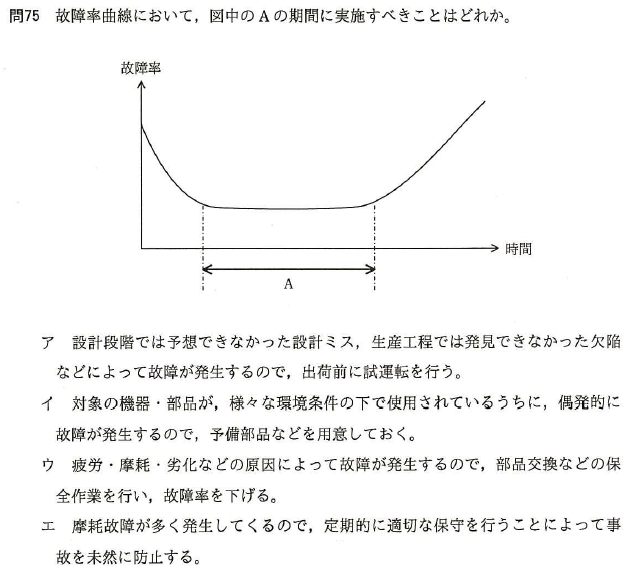 問75 故障率曲線において，図中の A の期間に実施すべきことはどれか。
故障率
時間
A
ア 設計段階では予想できなかった設計ミス，生産工程では発見できなかった欠陥
などによって故障が発生するので，出荷前に試運転を行う。
イ 対象の機器・部品が，様々な環境条件の下で使用されているうちに，偶発的に
故障が発生するので，予備部品などを用意しておく。
ウ 疲労・摩耗・劣化などの原因によって故障が発生するので，部品交換などの保
全作業を行い，故障率を下げる。
エ 摩耗故障が多く発生してくるので，定期的に適切な保守を行うことによって事
故を未然に防止する。